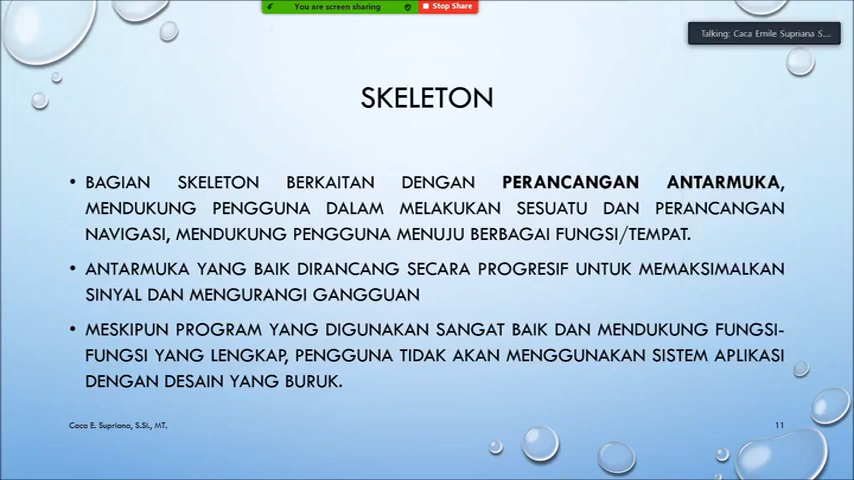 You are screen sharing
Stop Share
Talking: Caca Emile Supriana S...
SKELETON
• BAGIAN SKELETON BERKAITAN DENGAN PERANCANGAN ANTARMUKA,
MENDUKUNG PENGGUNA DALAM MELAKUKAN SESUATU DAN PERANCANGAN
NAVIGASI, MENDUKUNG PENGGUNA MENUJU BERBAGAI FUNGSI/TEMPAT.
• ANTARMUKA YANG BAIK DIRANCANG SECARA PROGRESIF UNTUK MEMAKSIMALKAN
SINYAL DAN MENGURANGI GANGGUAN
• MESKIPUN PROGRAM YANG DIGUNAKAN SANGAT BAIK DAN MENDUKUNG FUNGSI-
FUNGSI YANG LENGKAP, PENGGUNA TIDAK AKAN MENGGUNAKAN SISTEM APLIKASI
DENGAN DESAIN YANG BURUK.
Caca E. Supriana, S.Si., MT.
11